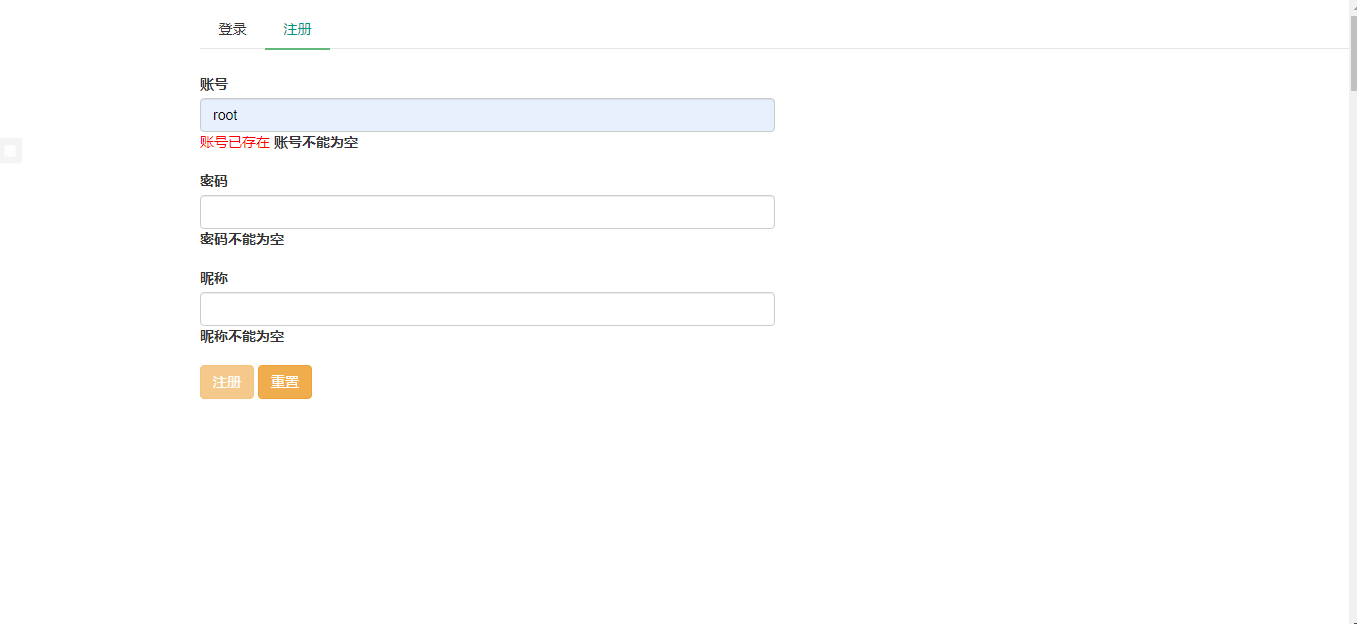 登录 注册
账号
root
账号已存在 账号不能为空
密码
密码不能为空
昵称
昵称不能为空
注册 重置